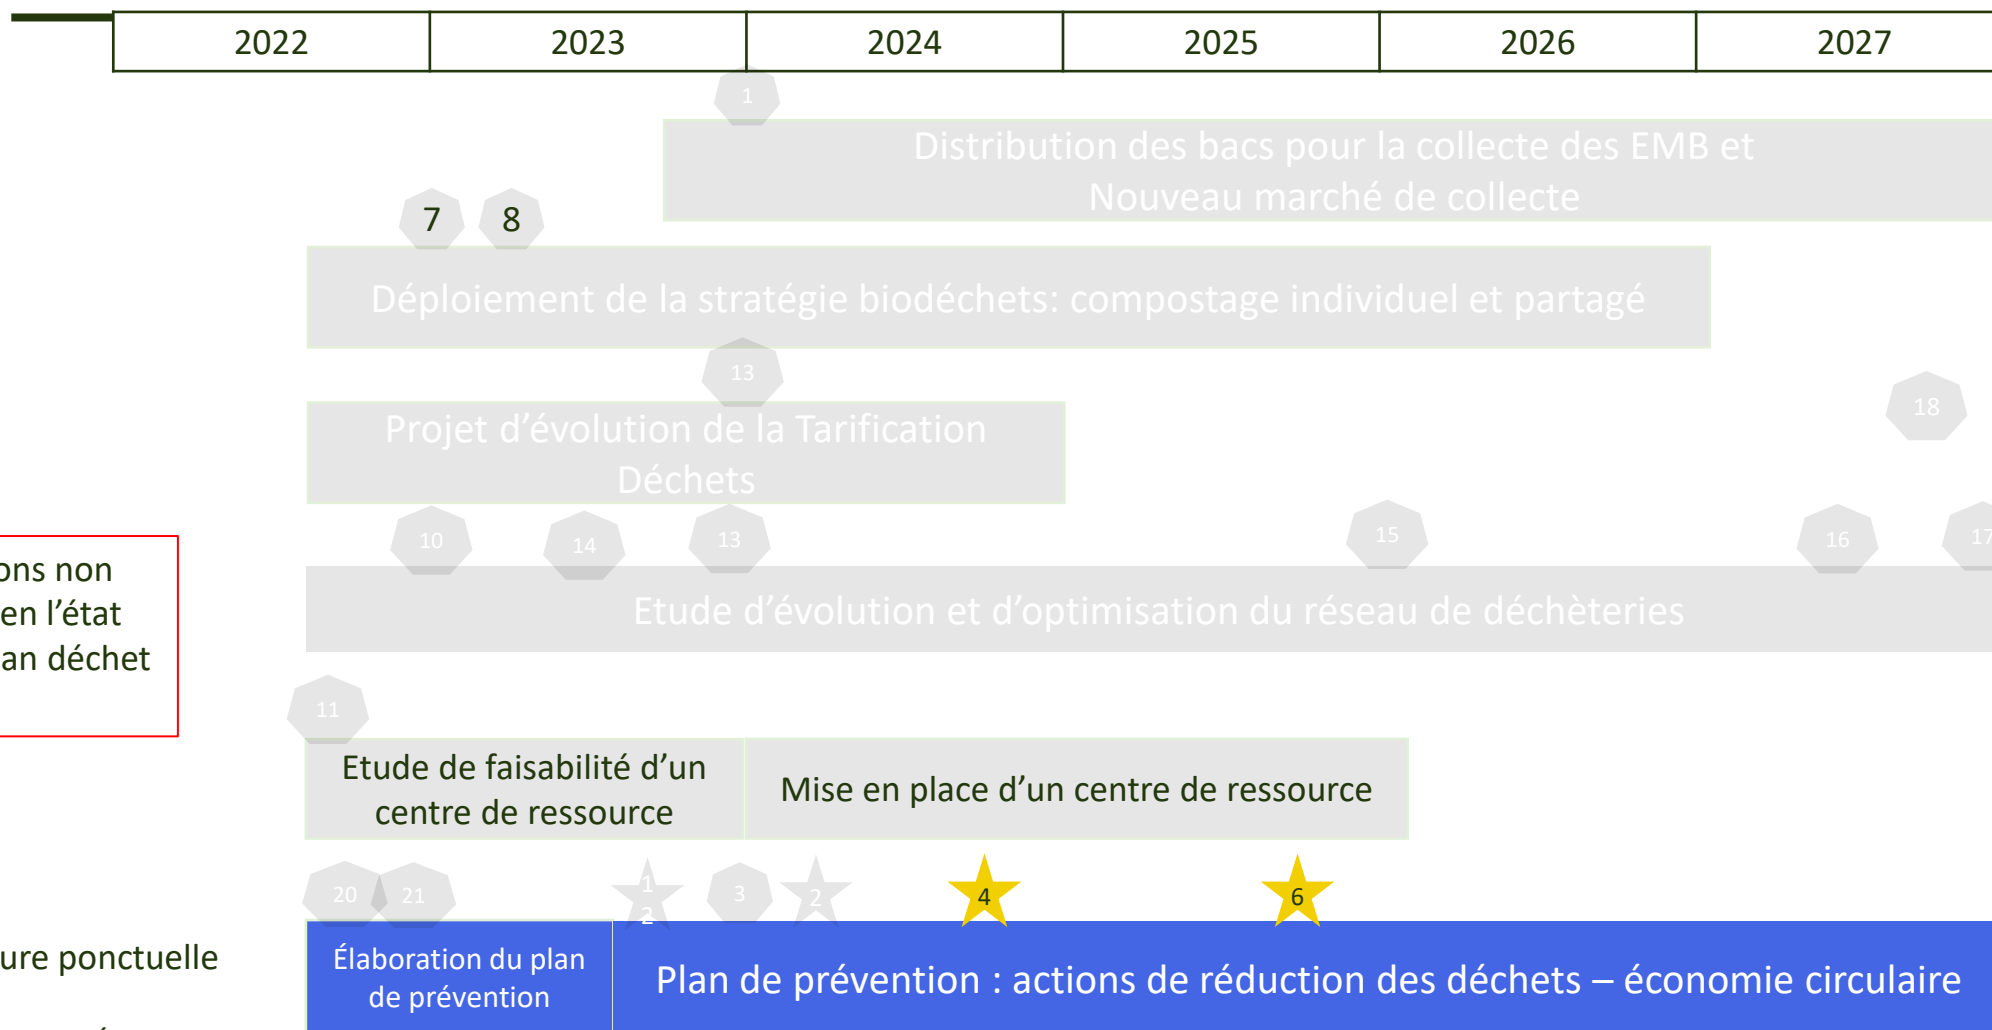 2022 2023 2024 2025 2026 2027
1
Distribution des bacs pour la collecte des EMB et
Nouveau marché de collecte
7 8
Déploiement de la stratégie biodéchets: compostage individuel et partagé
13
18
Projet d’évolution de la Tarification
Déchets
10 14 13 15 16 17
ons non
en l’état
an déchet
Etude d’évolution et d’optimisation du réseau de déchèteries
11
Etude de faisabilité d’un
centre de ressource
Mise en place d’un centre de ressource
20 21 1 3 2 4 6
2
ure ponctuelle
Élaboration du plan
de prévention
Plan de prévention : actions de réduction des déchets – économie circulaire